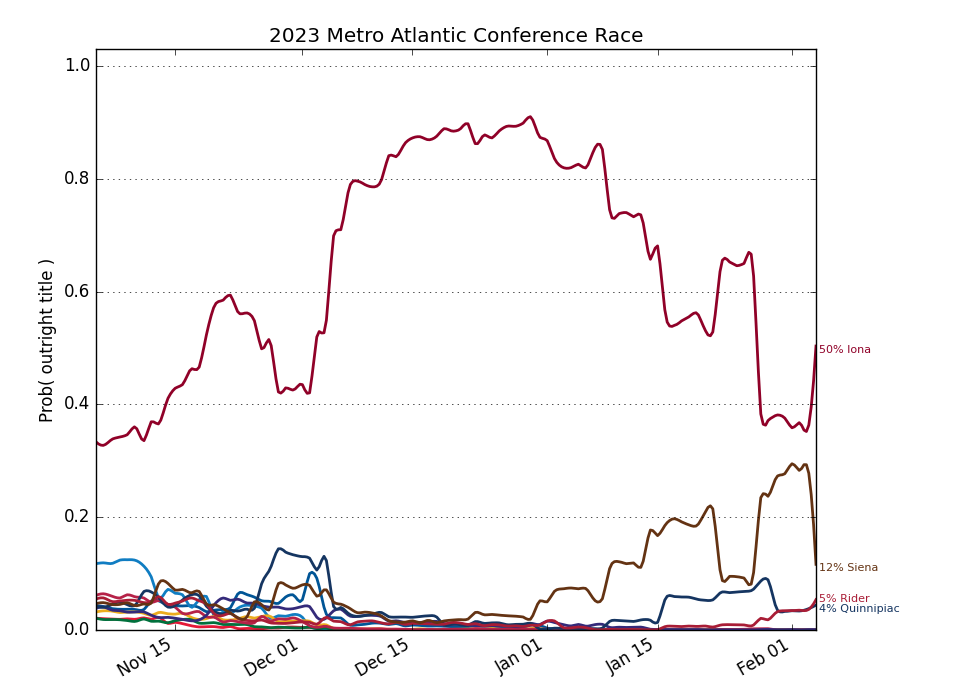 2023 Metro Atlantic Conference Race
1.0
0.8
0.6
0.4
0.2
0.0
Prob( outright title )
50% Iona
12% Siena
5% Rider
4% Quinnipiac
Nov 15
Dec 01
Dec 15
Jan 01
Jan 15
Feb 01